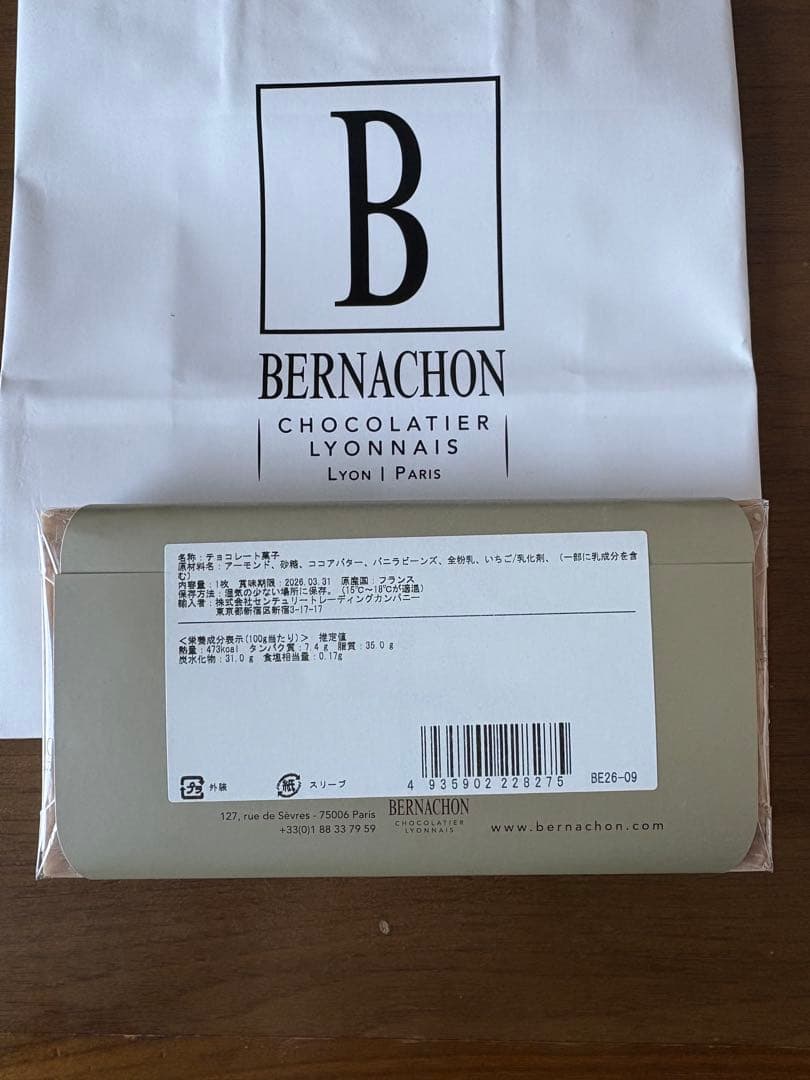 B
BERNACHON
CHOCOLATIER
LYONNAIS
LYON | PARIS
名称：チョコレート菓子
原材料名：アーモンド、砂糖、ココアバター、バニラビーンズ、全粉乳、いちご/乳化剤、（一部に乳成分を含
む）
内容量：1枚 賞味期限：2026.03.31 原産国：フランス
保存方法：湿気の少ない場所に保存。（15℃～18℃が適温）
輸入者：株式会社センチュリートレーディングカンパニー
東京都新宿区新宿3-17-17
＜栄養成分表示(100g当たり)＞ 推定値
熱量：473kcal タンパク質：7.4g 脂質：35.0g
炭水化物：31.0g 食塩相当量：0.17g
プラ 外装 紙 スリーブ
4 935902 228275 BE26-09
127, rue de Sèvres - 75006 Paris
+33(0)1 88 33 79 59
BERNACHON
CHOCOLATIER
LYONNAIS
www.bernachon.com